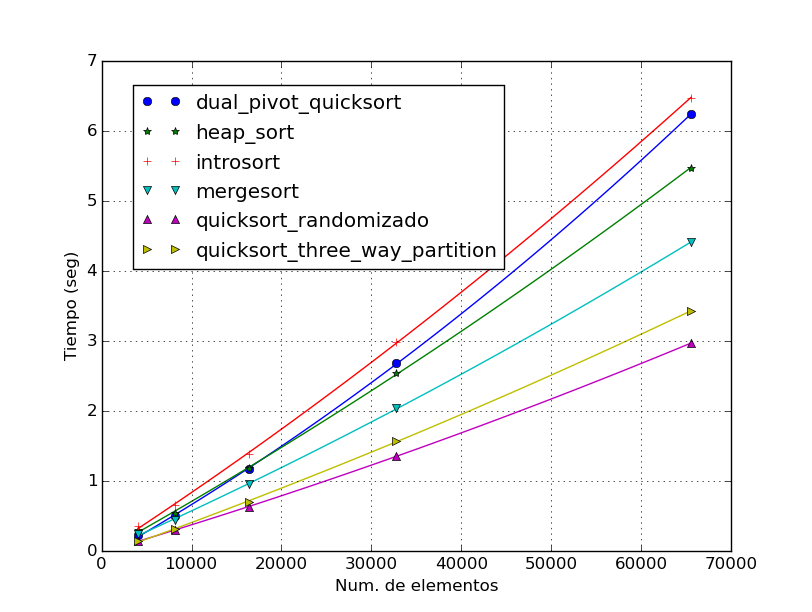 7
6
5
4
3
2
1
0
Tiempo (seg)
dual_pivot_quicksort
heap_sort
introsort
mergesort
quicksort_randomizado
quicksort_three_way_partition
0 10000 20000 30000 40000 50000 60000 70000
Num. de elementos